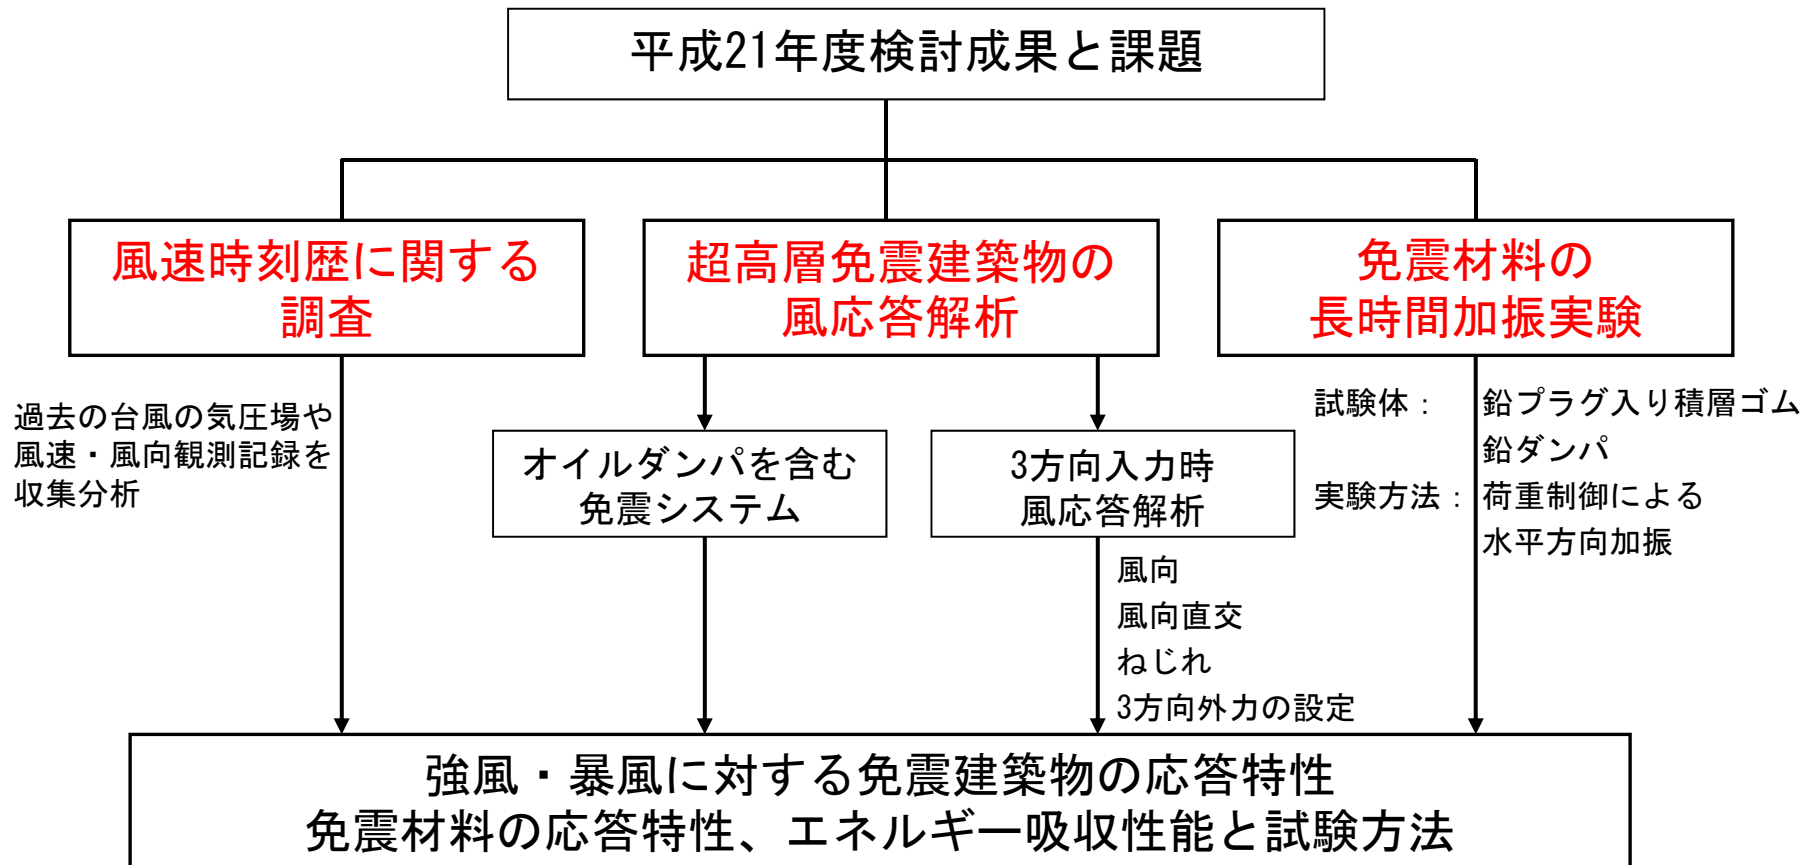 平成21年度検討成果と課題
風速時刻歴に関する
調査
超高層免震建築物の
風応答解析
免震材料の
長時間加振実験
過去の台風の気圧場や
風速・風向観測記録を
収集分析
オイルダンパを含む
免震システム
3方向入力時
風応答解析
風向
風向直交
ねじれ
3方向外力の設定
試験体： 鉛プラグ入り積層ゴム
鉛ダンパ
実験方法： 荷重制御による
水平方向加振
強風・暴風に対する免震建築物の応答特性
免震材料の応答特性、エネルギー吸収性能と試験方法